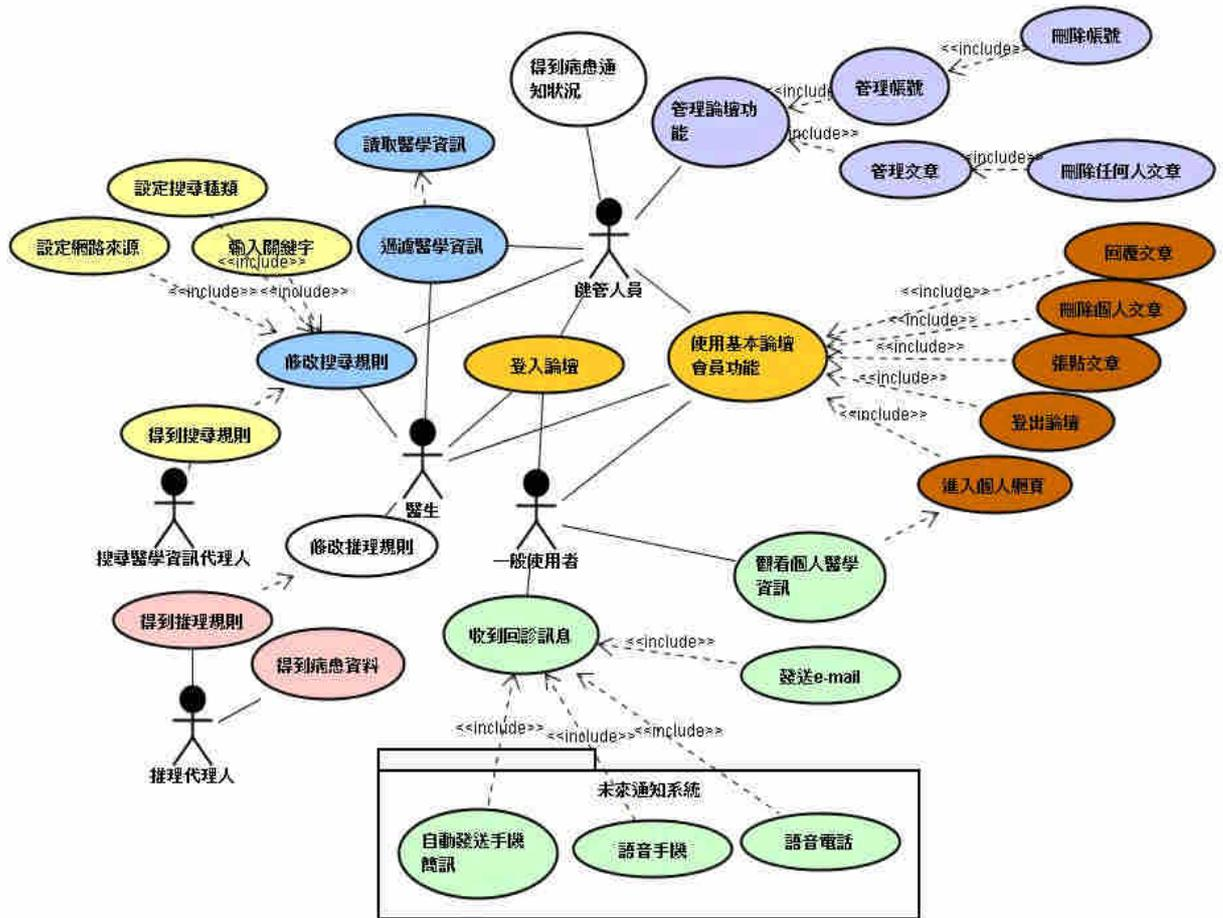 得到病患通
知狀況
管理論壇功
能
<<include>>
管理帳號
<<include>>
刪除帳號
<<include>>
管理文章
<<include>>
刪除任何人文章
讀取醫學資訊
設定搜尋種類
設定網路來源
輸入關鍵字
<<include>>
<<include>>
<<include>>
過濾醫學資訊
健管人員
修改搜尋規則
登入論壇
使用基本論壇
會員功能
<<include>>
回覆文章
<<include>>
刪除個人文章
<<include>>
張貼文章
<<include>>
登出論壇
<<include>>
進入個人網頁
得到搜尋規則
搜尋醫學資訊代理人
醫生
修改推理規則
一般使用者
觀看個人醫學
資訊
得到推理規則
得到病患資料
推理代理人
收到回診訊息
<<include>>
發送e-mail
<<include>>
<<include>>
<<include>>
未來通知系統
自動發送手機
簡訊
語音手機
語音電話